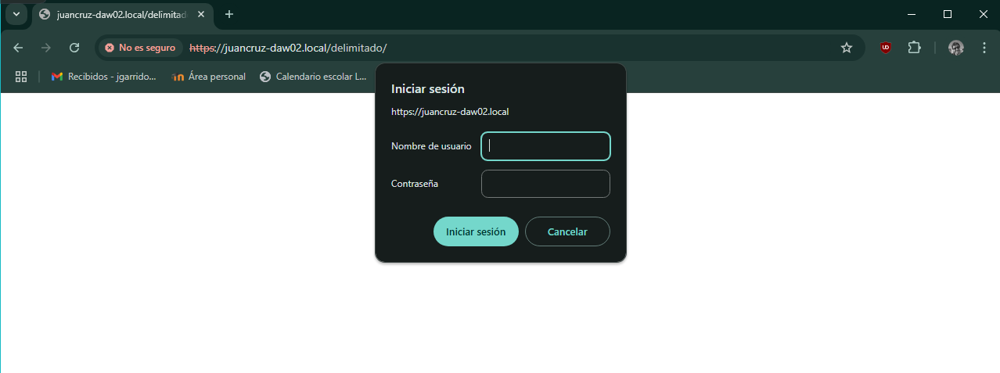 juancruz-daw02.local/delimitado
No es seguro https://juancruz-daw02.local/delimitado/
Recibidos - jgarrido... Área personal Calendario escolar L...
Iniciar sesión
https://juancruz-daw02.local
Nombre de usuario
Contraseña
Iniciar sesión Cancelar